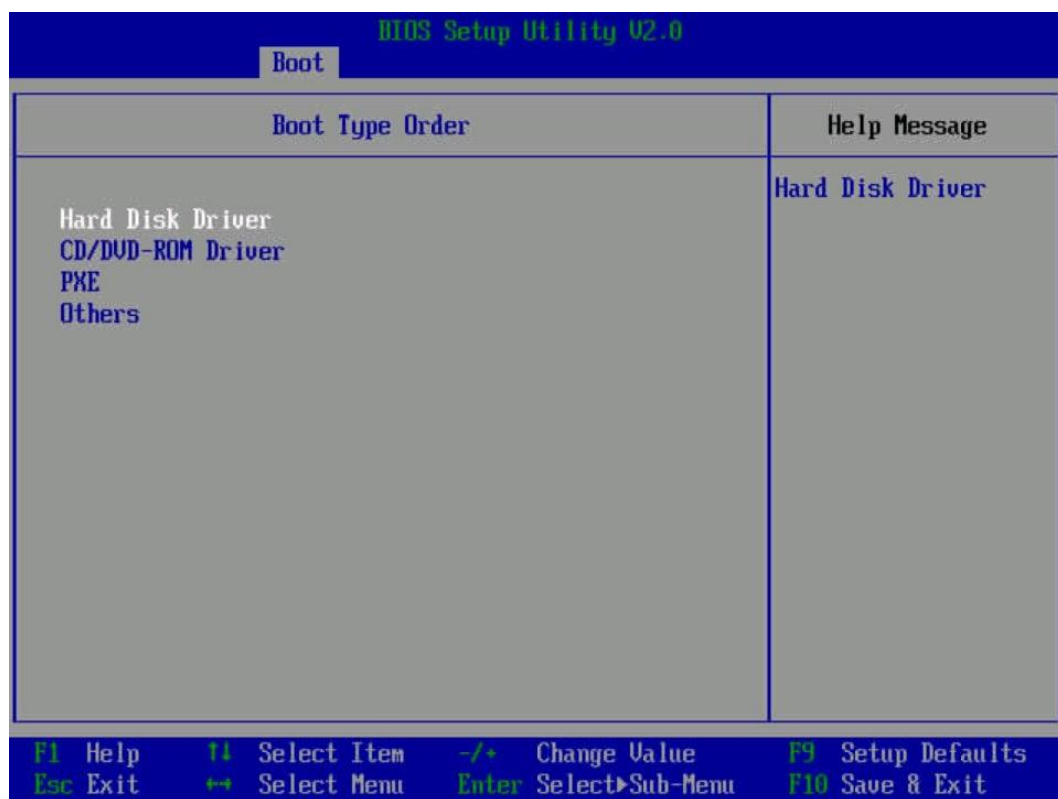 BIOS Setup Utility V2.0
Boot
Boot Type Order
Help Message
Hard Disk Driver
CD/DVD-ROM Driver
PXE
Others
Hard Disk Driver
F1 Help ↑↓ Select Item -/+ Change Value F9 Setup Defaults
Esc Exit ←→ Select Menu Enter Select▶Sub-Menu F10 Save & Exit